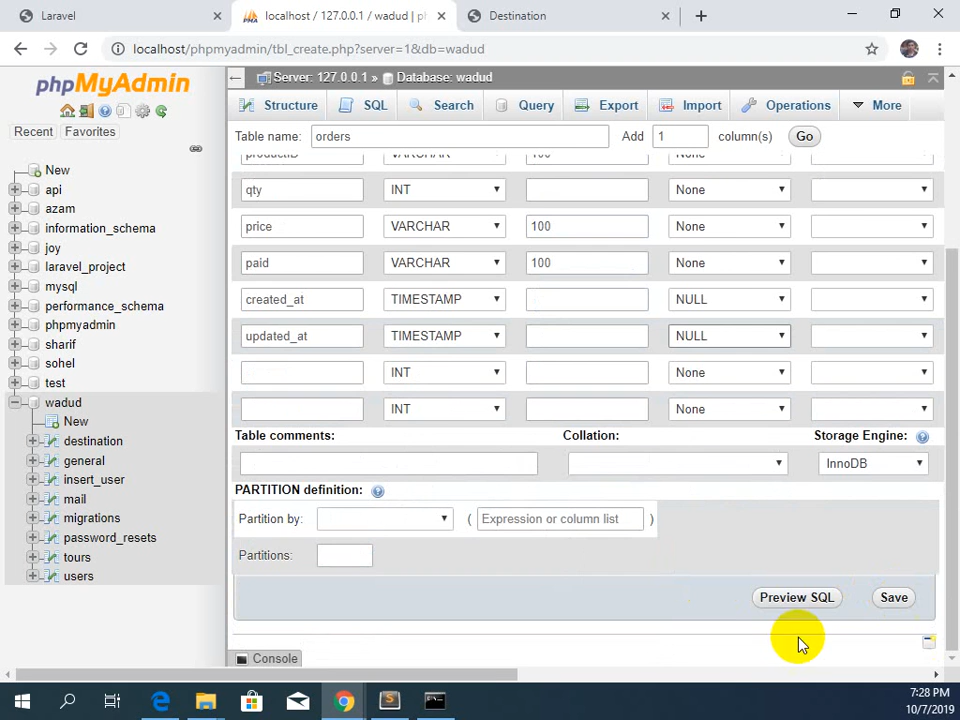 Laravel
localhost / 127.0.0.1 / wadud | ph
Destination
localhost/phpmyadmin/tbl_create.php?server=1&db=wadud
phpMyAdmin
Recent
Favorites
New
api
azam
information_schema
joy
laravel_project
mysql
performance_schema
phpmyadmin
sharif
sohel
test
wadud
New
destination
general
insert_user
mail
migrations
password_resets
tours
users
Server: 127.0.0.1 »
Database: wadud
Structure
SQL
Search
Query
Export
Import
Operations
More
Table name:
orders
Add
1
column(s)
Go
productID VARCHAR 100 None
qty INT None
price VARCHAR 100 None
paid VARCHAR 100 None
created_at TIMESTAMP NULL
updated_at TIMESTAMP NULL
INT None
INT None
Table comments:
Collation:
Storage Engine:
InnoDB
PARTITION definition:
Partition by:
( Expression or column list )
Partitions:
Preview SQL
Save
Console
7:28 PM
10/7/2019